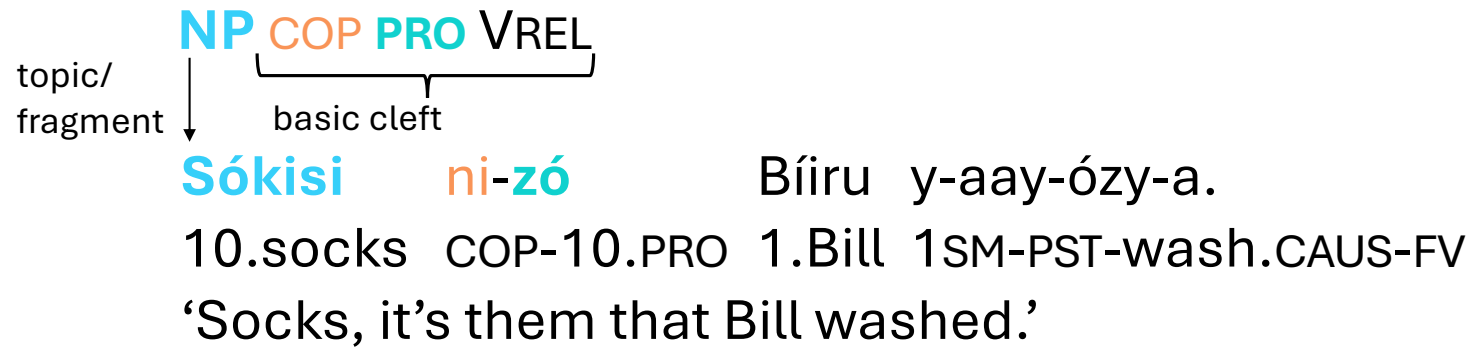 NP COP PRO VREL
topic/
fragment
basic cleft
Sókisi ni-zó Bíiru y-aay-ózy-a.
10.socks COP-10.PRO 1.Bill 1SM-PST-wash.CAUS-FV
‘Socks, it’s them that Bill washed.’